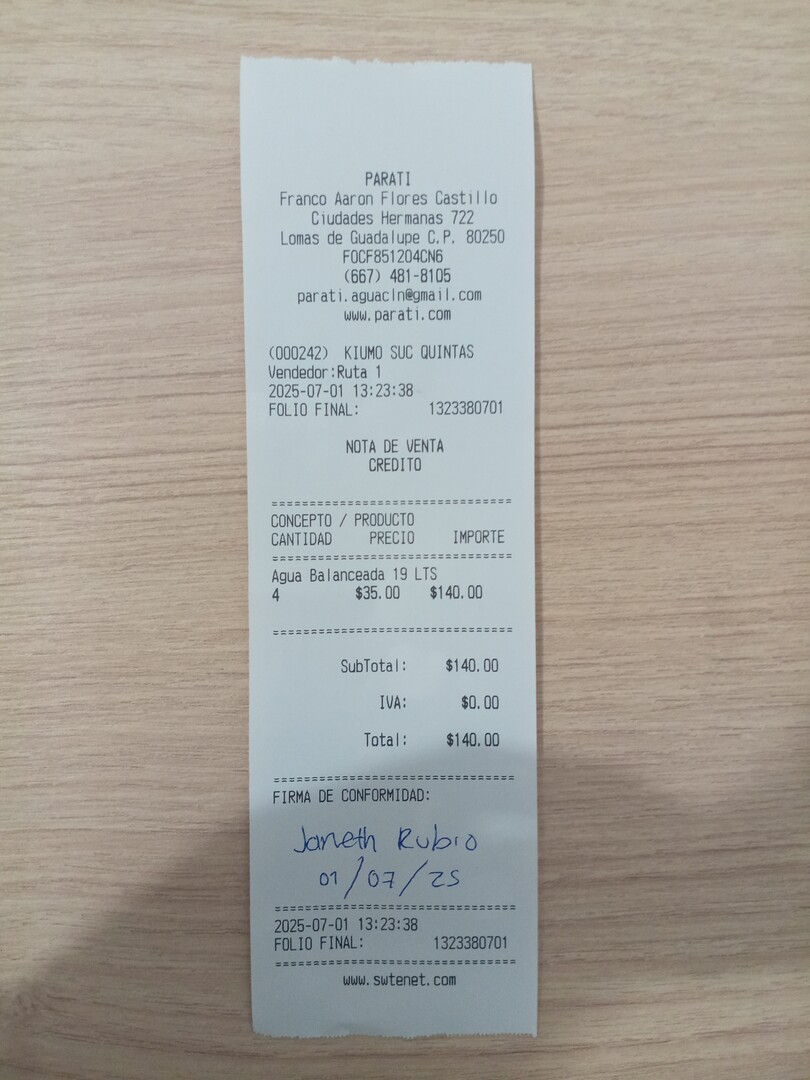 PARATI
Franco Aaron Flores Castillo
Ciudades Hermanas 722
Lomas de Guadalupe C.P. 80250
FOCF851204CN6
(667) 481-8105
parati.aguacln@gmail.com
www.parati.com
(000242) KIUMO SUC QUINTAS
Vendedor:Ruta 1
2025-07-01 13:23:38
FOLIO FINAL: 1323380701
NOTA DE VENTA
CREDITO
================================
CONCEPTO / PRODUCTO
CANTIDAD PRECIO IMPORTE
================================
Agua Balanceada 19 LTS
4 $35.00 $140.00
================================
SubTotal: $140.00
IVA: $0.00
Total: $140.00
================================
FIRMA DE CONFORMIDAD:
Janeth Rubio
01/07/25
================================
2025-07-01 13:23:38
FOLIO FINAL: 1323380701
================================
www.swtenet.com